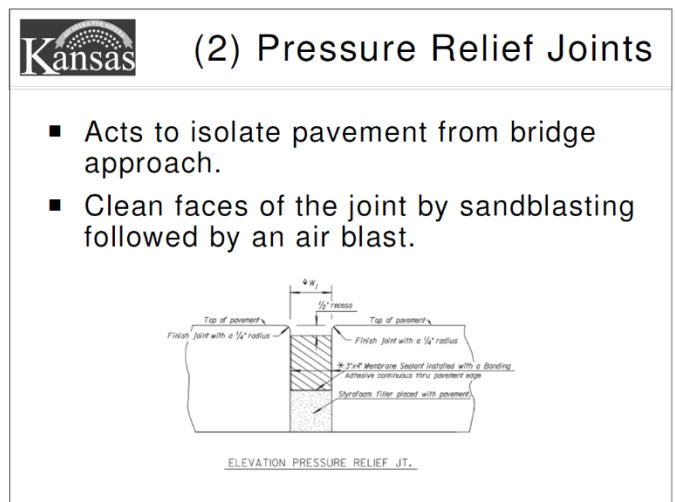 Kansas
(2) Pressure Relief Joints
■ Acts to isolate pavement from bridge
approach.
■ Clean faces of the joint by sandblasting
followed by an air blast.
½" recess
Top of pavement
Top of pavement
Finish joint with a ¼" radius
Finish joint with a ¼" radius
* 3"x4" Membrane Sealant installed with a Bonding
Adhesive continuous thru pavement edge
Styrofoam filler placed with pavement
ELEVATION PRESSURE RELIEF JT.